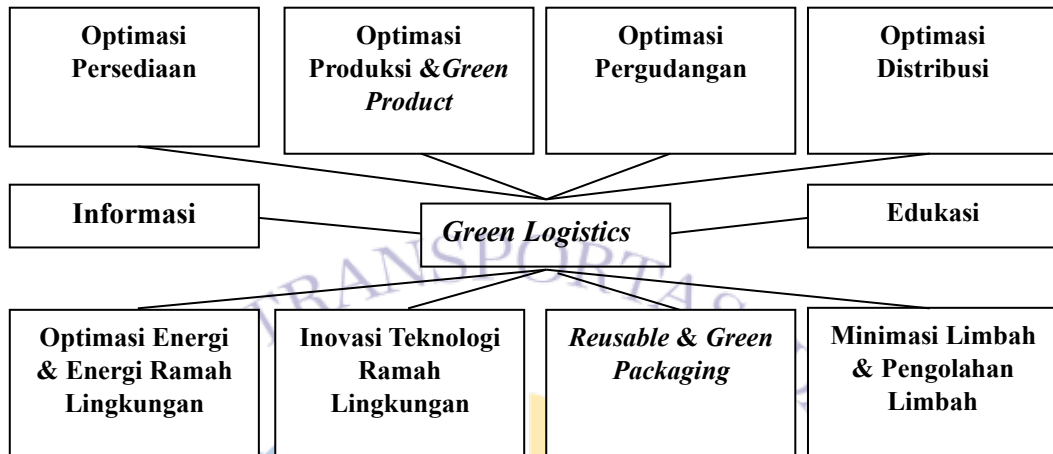 Optimasi
Persediaan
Optimasi
Produksi &Green
Product
Optimasi
Pergudangan
Optimasi
Distribusi
Informasi
Green Logistics
Edukasi
TRANSPORTAS
Optimasi Energi
& Energi Ramah
Lingkungan
Inovasi Teknologi
Ramah
Lingkungan
Reusable & Green
Packaging
Minimasi Limbah
& Pengolahan
Limbah